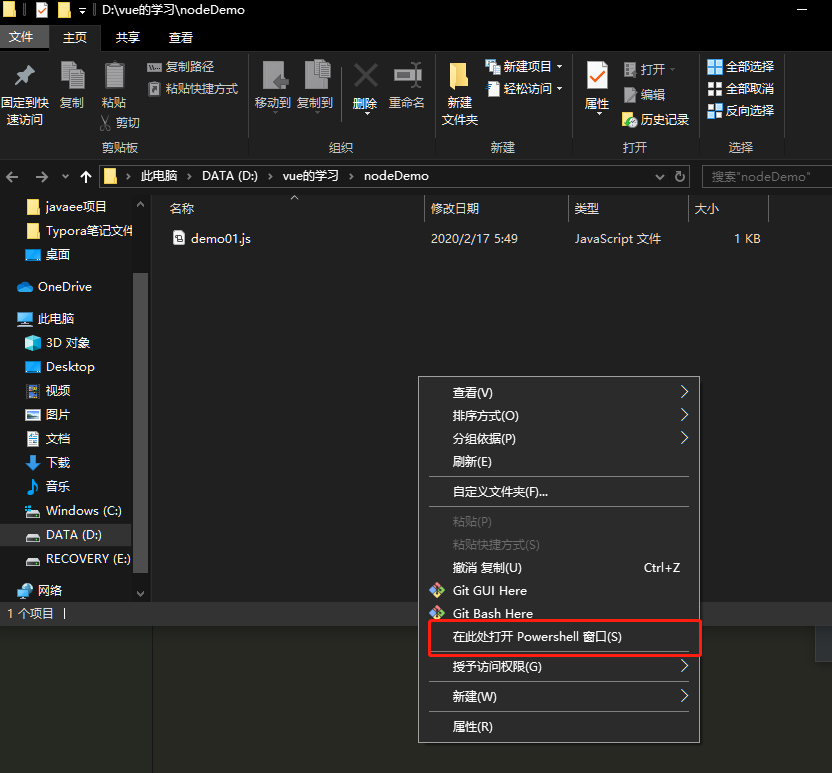 D:\vue的学习\nodeDemo
文件 主页 共享 查看
固定到快速访问
复制
粘贴
复制路径
粘贴快捷方式
剪切
移动到
复制到
删除
重命名
新建文件夹
新建项目
轻松访问
属性
打开
编辑
历史记录
全部选择
全部取消
反向选择
剪贴板 组织 新建 打开 选择
此电脑 DATA (D:) vue的学习 nodeDemo
搜索"nodeDemo"
javaee项目
Typora笔记文件
桌面
OneDrive
此电脑
3D 对象
Desktop
视频
图片
文档
下载
音乐
Windows (C:)
DATA (D:)
RECOVERY (E:)
网络
名称 修改日期 类型 大小
demo01.js 2020/2/17 5:49 JavaScript 文件 1 KB
查看(V)
排序方式(O)
分组依据(P)
刷新(E)
自定义文件夹(F)...
粘贴(P)
粘贴快捷方式(S)
撤消 复制(U) Ctrl+Z
Git GUI Here
Git Bash Here
在此处打开 Powershell 窗口(S)
授予访问权限(G)
新建(W)
属性(R)
1 个项目